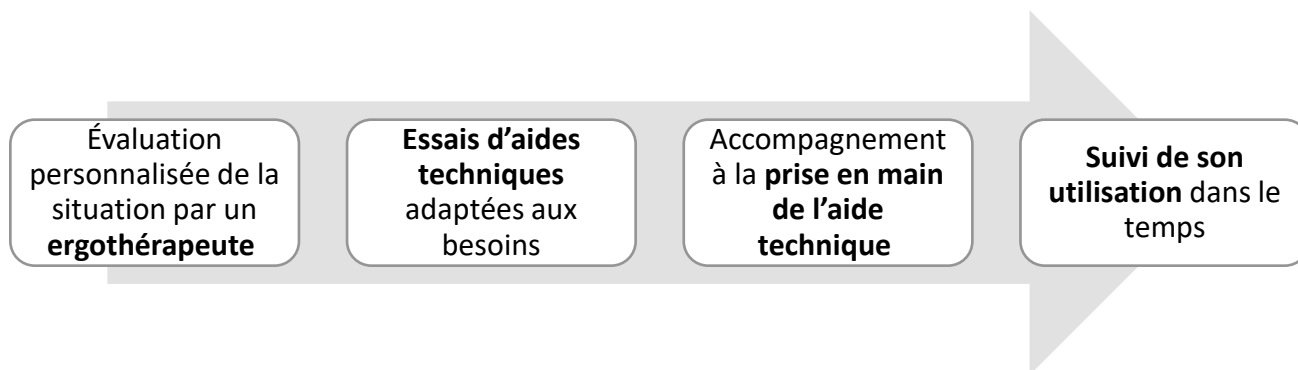 Évaluation
personnalisée de la
situation par un
ergothérapeute
Essais d’aides
techniques
adaptées aux
besoins
Accompagnement
à la prise en main
de l’aide
technique
Suivi de son
utilisation dans le
temps